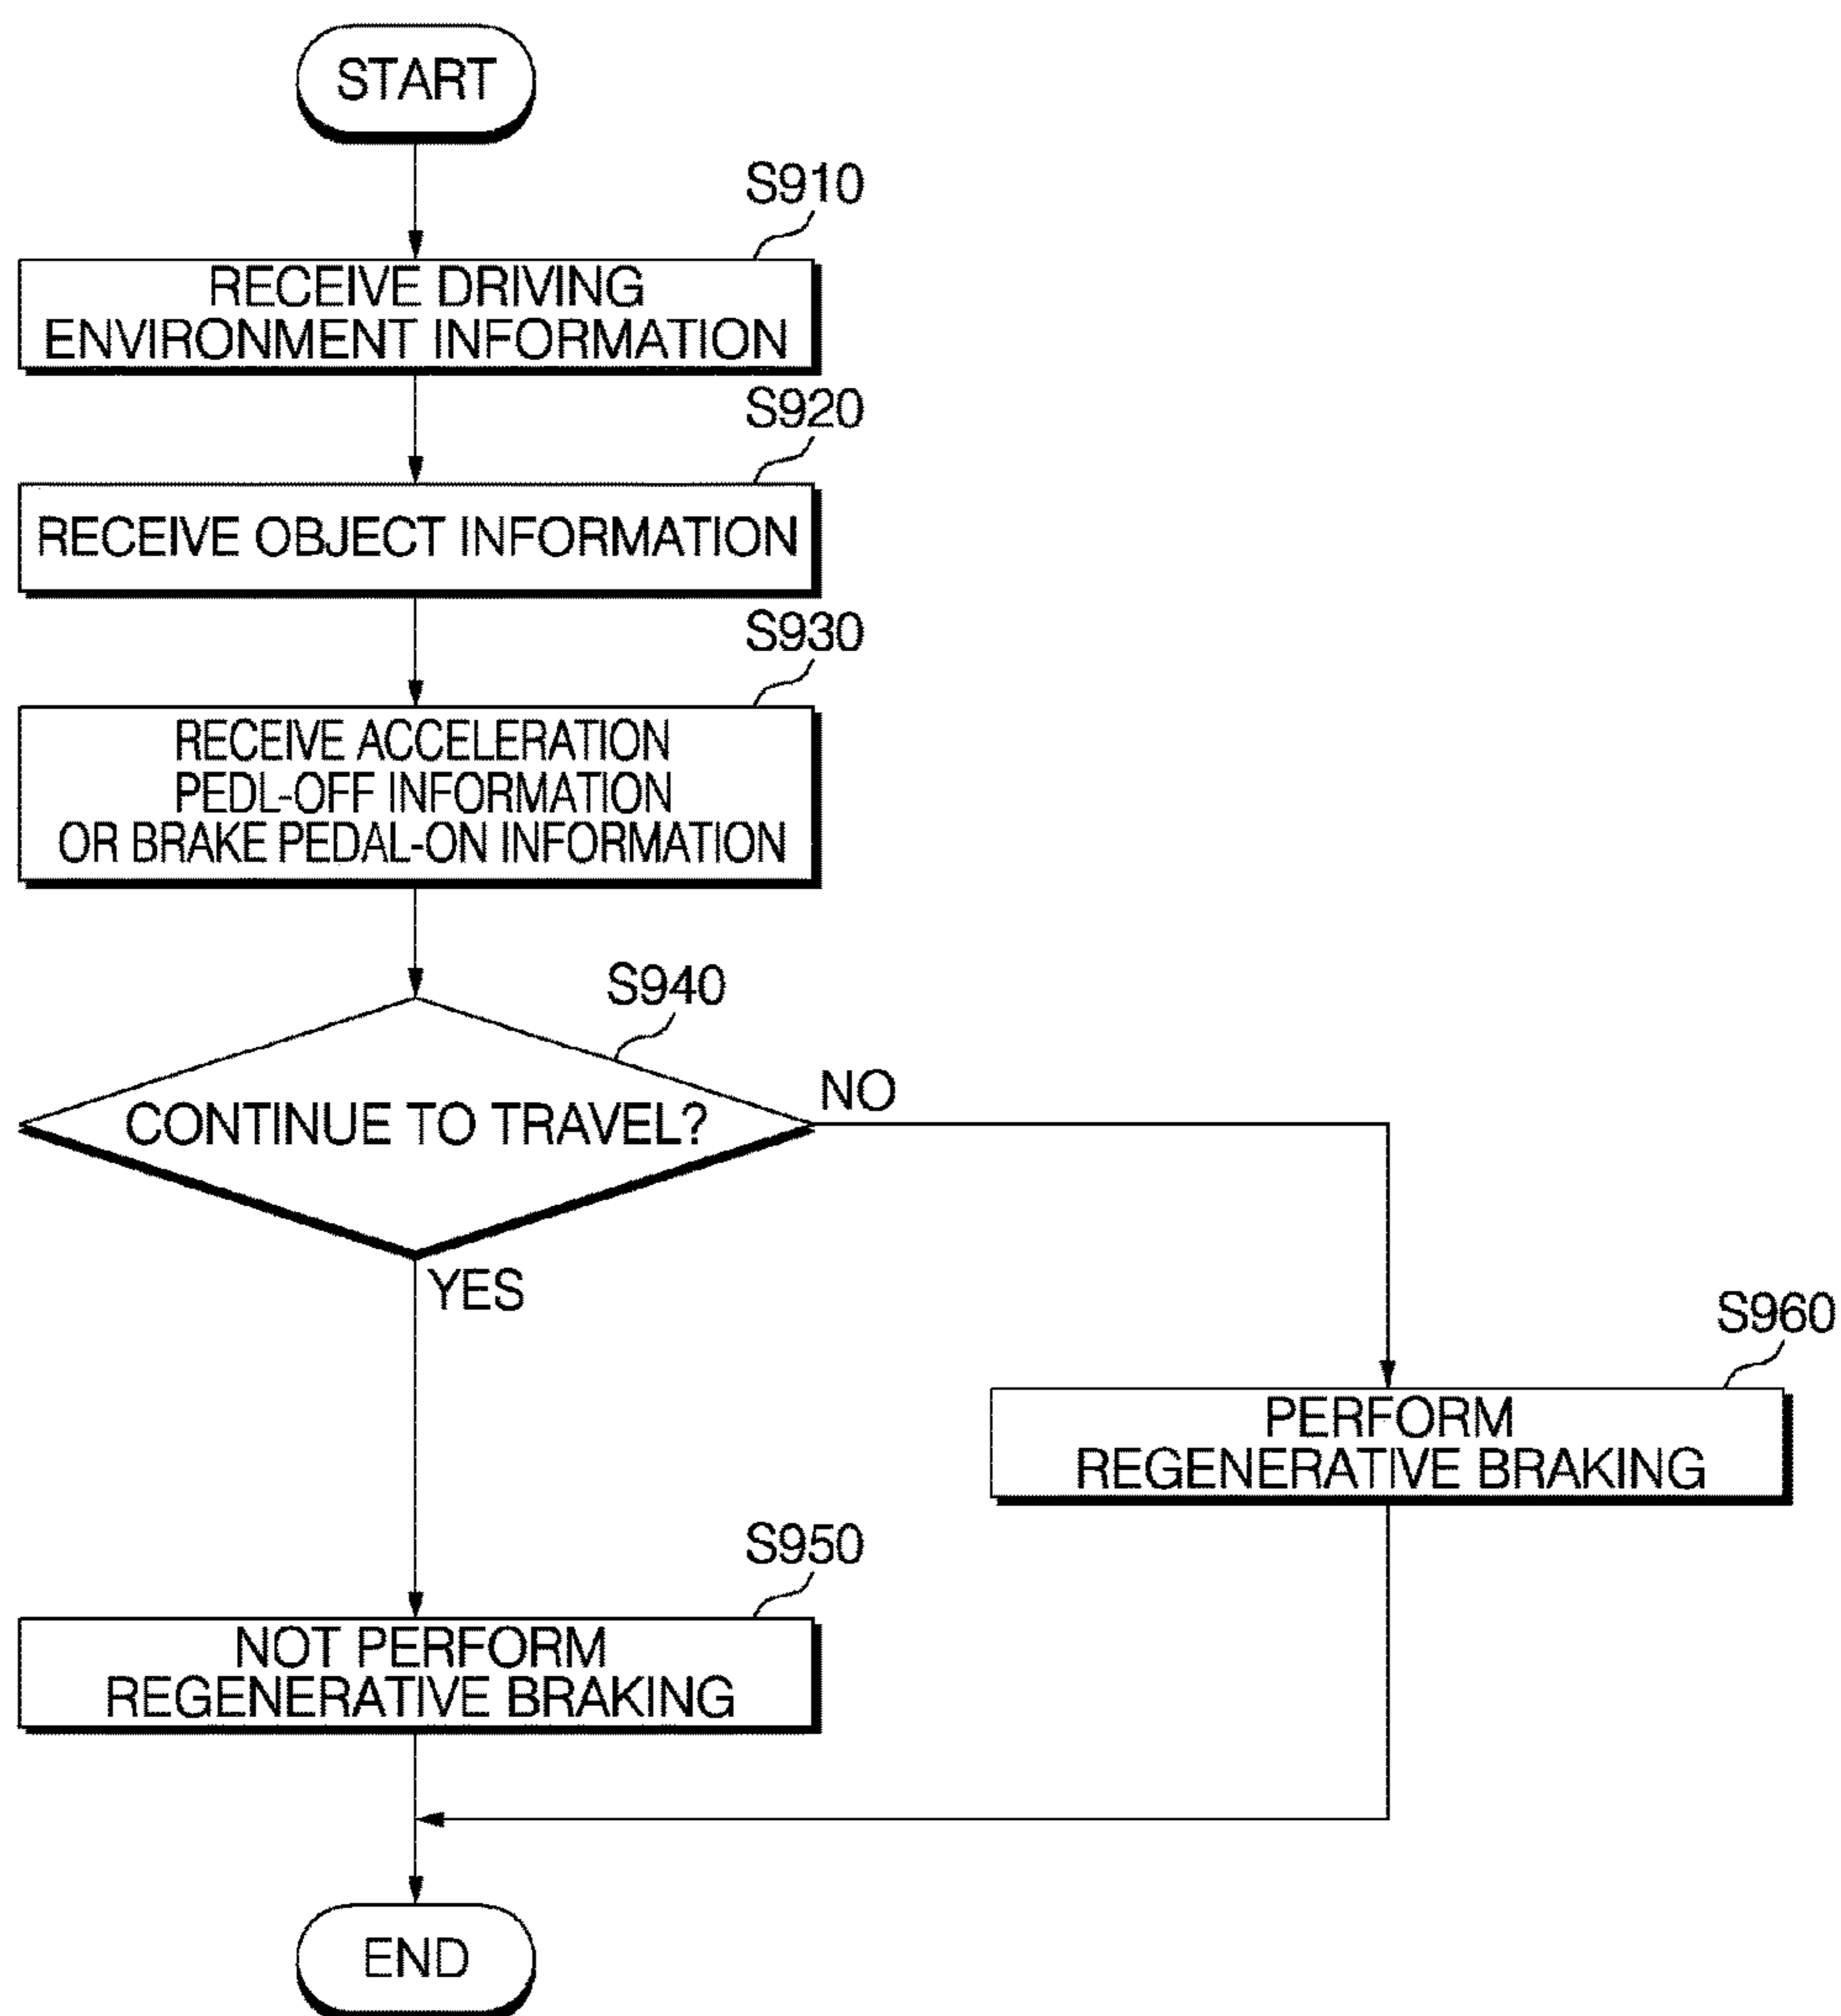 START
S910
RECEIVE DRIVING
ENVIRONMENT INFORMATION
S920
RECEIVE OBJECT INFORMATION
S930
RECEIVE ACCELERATION
PEDL-OFF INFORMATION
OR BRAKE PEDAL-ON INFORMATION
S940
CONTINUE TO TRAVEL?
NO
YES
S960
PERFORM
REGENERATIVE BRAKING
S950
NOT PERFORM
REGENERATIVE BRAKING
END